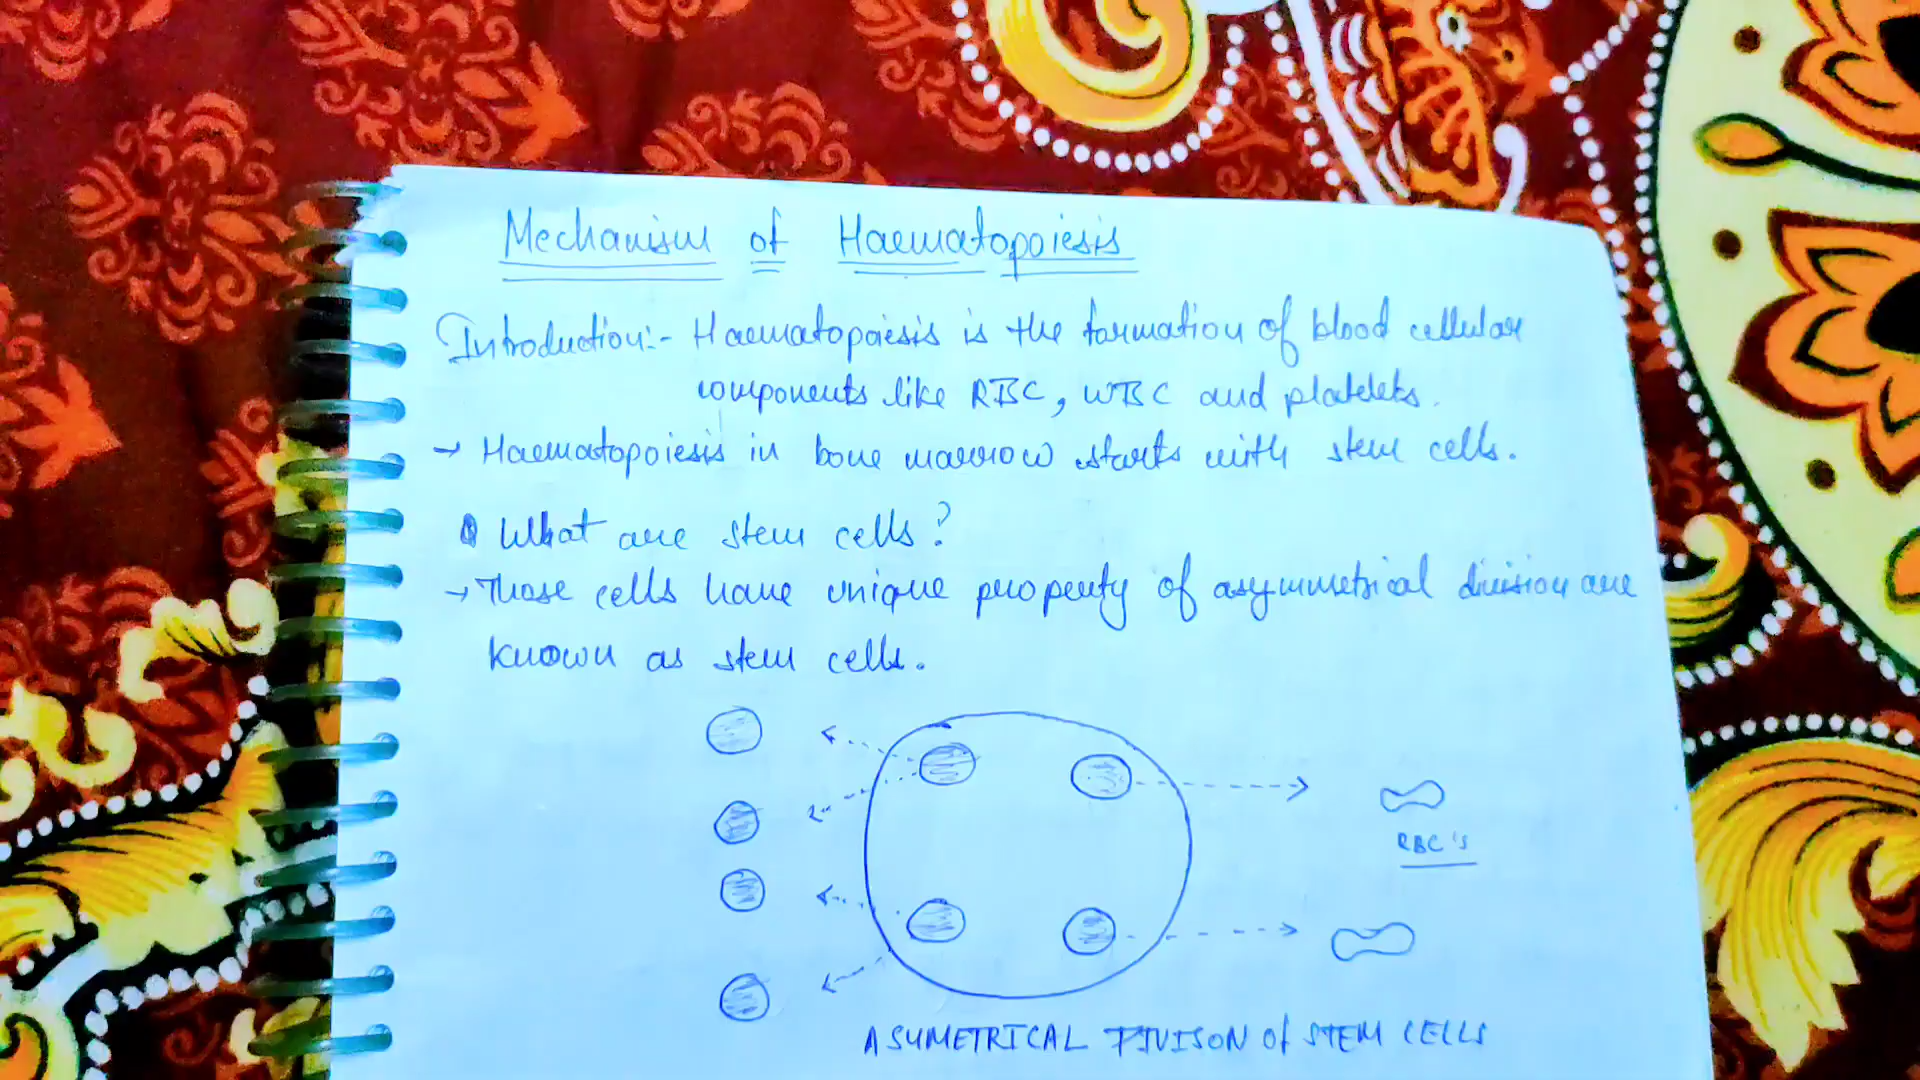 Mechanism of Haematopoiesis
Introduction:- Haematopoiesis is the formation of blood cellular
components like RBC, WBC and platelets.
→ Haematopoiesis in bone marrow starts with stem cells.
What are stem cells?
→ Those cells have unique property of asymmetrical division are
known as stem cells.
RBC's
ASUMETRICAL DIVISON of STEM CELLS